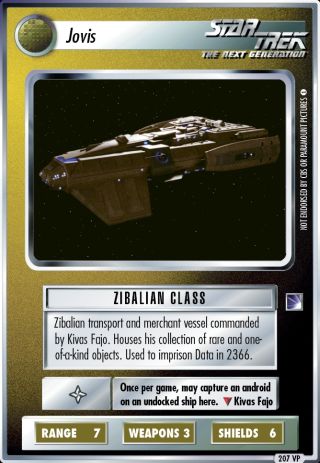 Jovis
STAR TREK
THE NEXT GENERATION
NOT ENDORSED BY CBS OR PARAMOUNT PICTURES
ZIBALIAN CLASS
Zibalian transport and merchant vessel commanded
by Kivas Fajo. Houses his collection of rare and one-
of-a-kind objects. Used to imprison Data in 2366.
Once per game, may capture an android
on an undocked ship here. ▼ Kivas Fajo
RANGE 7 WEAPONS 3 SHIELDS 6
207 VP